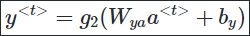 y^{<t>} = g_2(W_{ya}a^{<t>} + b_y)